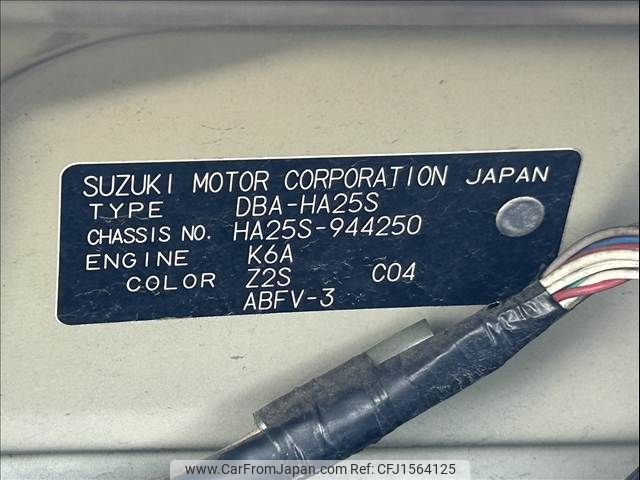 SUZUKI MOTOR CORPORATION JAPAN
TYPE DBA-HA25S
CHASSIS NO. HA25S-944250
ENGINE K6A
COLOR Z2S C04
ABFV-3
www.CarFromJapan.com | Ref. No: CFJ1564125